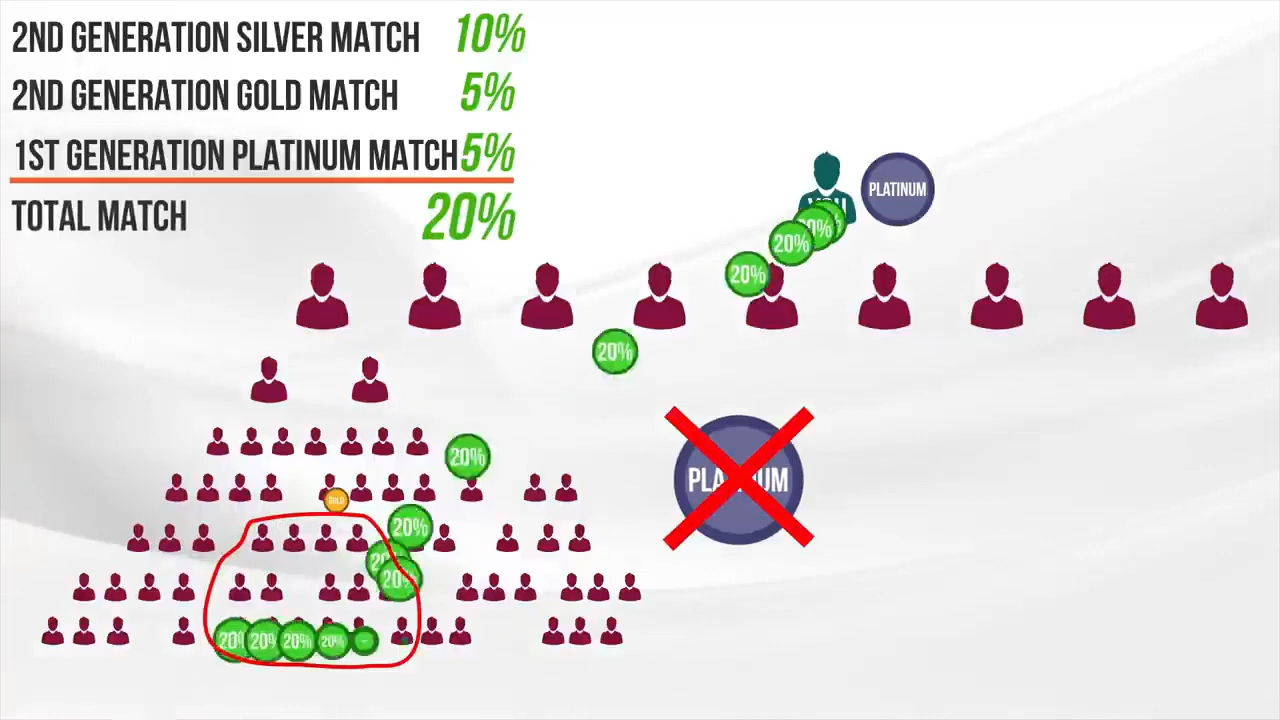 2ND GENERATION SILVER MATCH 10%
2ND GENERATION GOLD MATCH 5%
1ST GENERATION PLATINUM MATCH 5%
TOTAL MATCH 20%
PLATINUM
20%
20%
20%
20%
GOLD
20%
20%
20%
20%
20%
20%